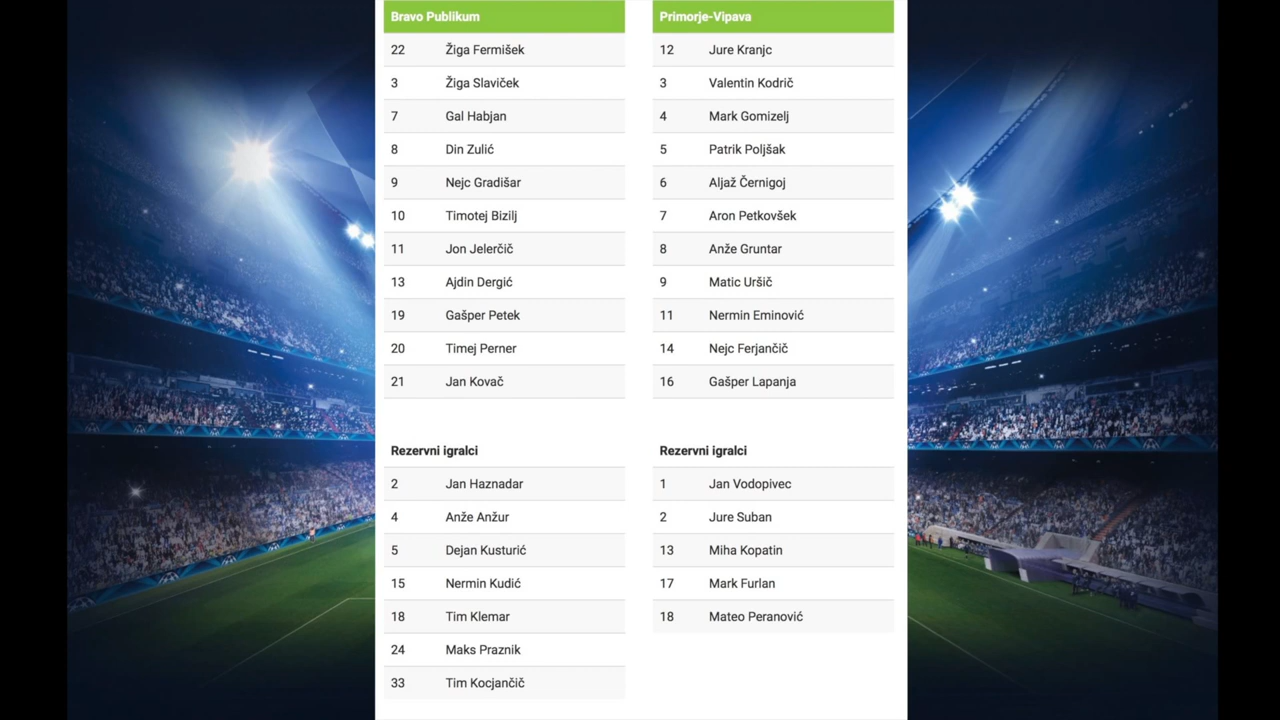 Bravo Publikum
22 Žiga Fermišek
3 Žiga Slaviček
7 Gal Habjan
8 Din Zulić
9 Nejc Gradišar
10 Timotej Bizilj
11 Jon Jelerčič
13 Ajdin Dergić
19 Gašper Petek
20 Timej Perner
21 Jan Kovač
Rezervni igralci
2 Jan Haznadar
4 Anže Anžur
5 Dejan Kusturić
15 Nermin Kudić
18 Tim Klemar
24 Maks Praznik
33 Tim Kocjančič
Primorje-Vipava
12 Jure Kranjc
3 Valentin Kodrič
4 Mark Gomizelj
5 Patrik Poljšak
6 Aljaž Černigoj
7 Aron Petkovšek
8 Anže Gruntar
9 Matic Uršič
11 Nermin Eminović
14 Nejc Ferjančič
16 Gašper Lapanja
Rezervni igralci
1 Jan Vodopivec
2 Jure Suban
13 Miha Kopatin
17 Mark Furlan
18 Mateo Peranović